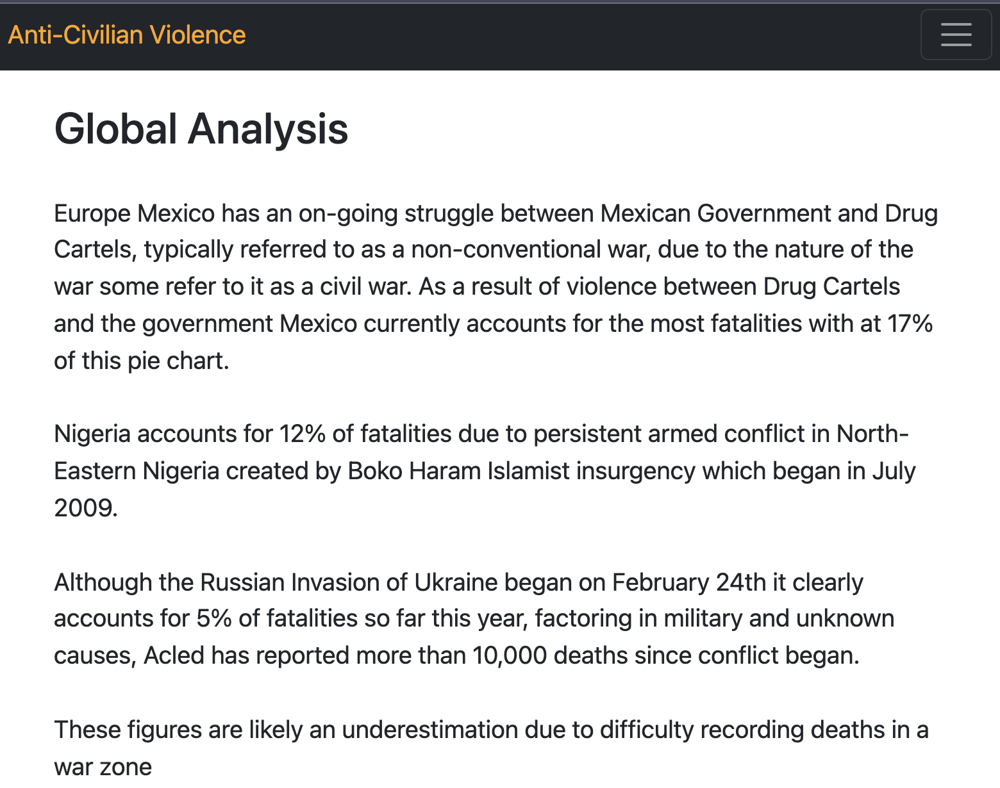 Anti-Civilian Violence
Global Analysis
Europe Mexico has an on-going struggle between Mexican Government and Drug
Cartels, typically referred to as a non-conventional war, due to the nature of the
war some refer to it as a civil war. As a result of violence between Drug Cartels
and the government Mexico currently accounts for the most fatalities with at 17%
of this pie chart.
Nigeria accounts for 12% of fatalities due to persistent armed conflict in North-
Eastern Nigeria created by Boko Haram Islamist insurgency which began in July
2009.
Although the Russian Invasion of Ukraine began on February 24th it clearly
accounts for 5% of fatalities so far this year, factoring in military and unknown
causes, Acled has reported more than 10,000 deaths since conflict began.
These figures are likely an underestimation due to difficulty recording deaths in a
war zone